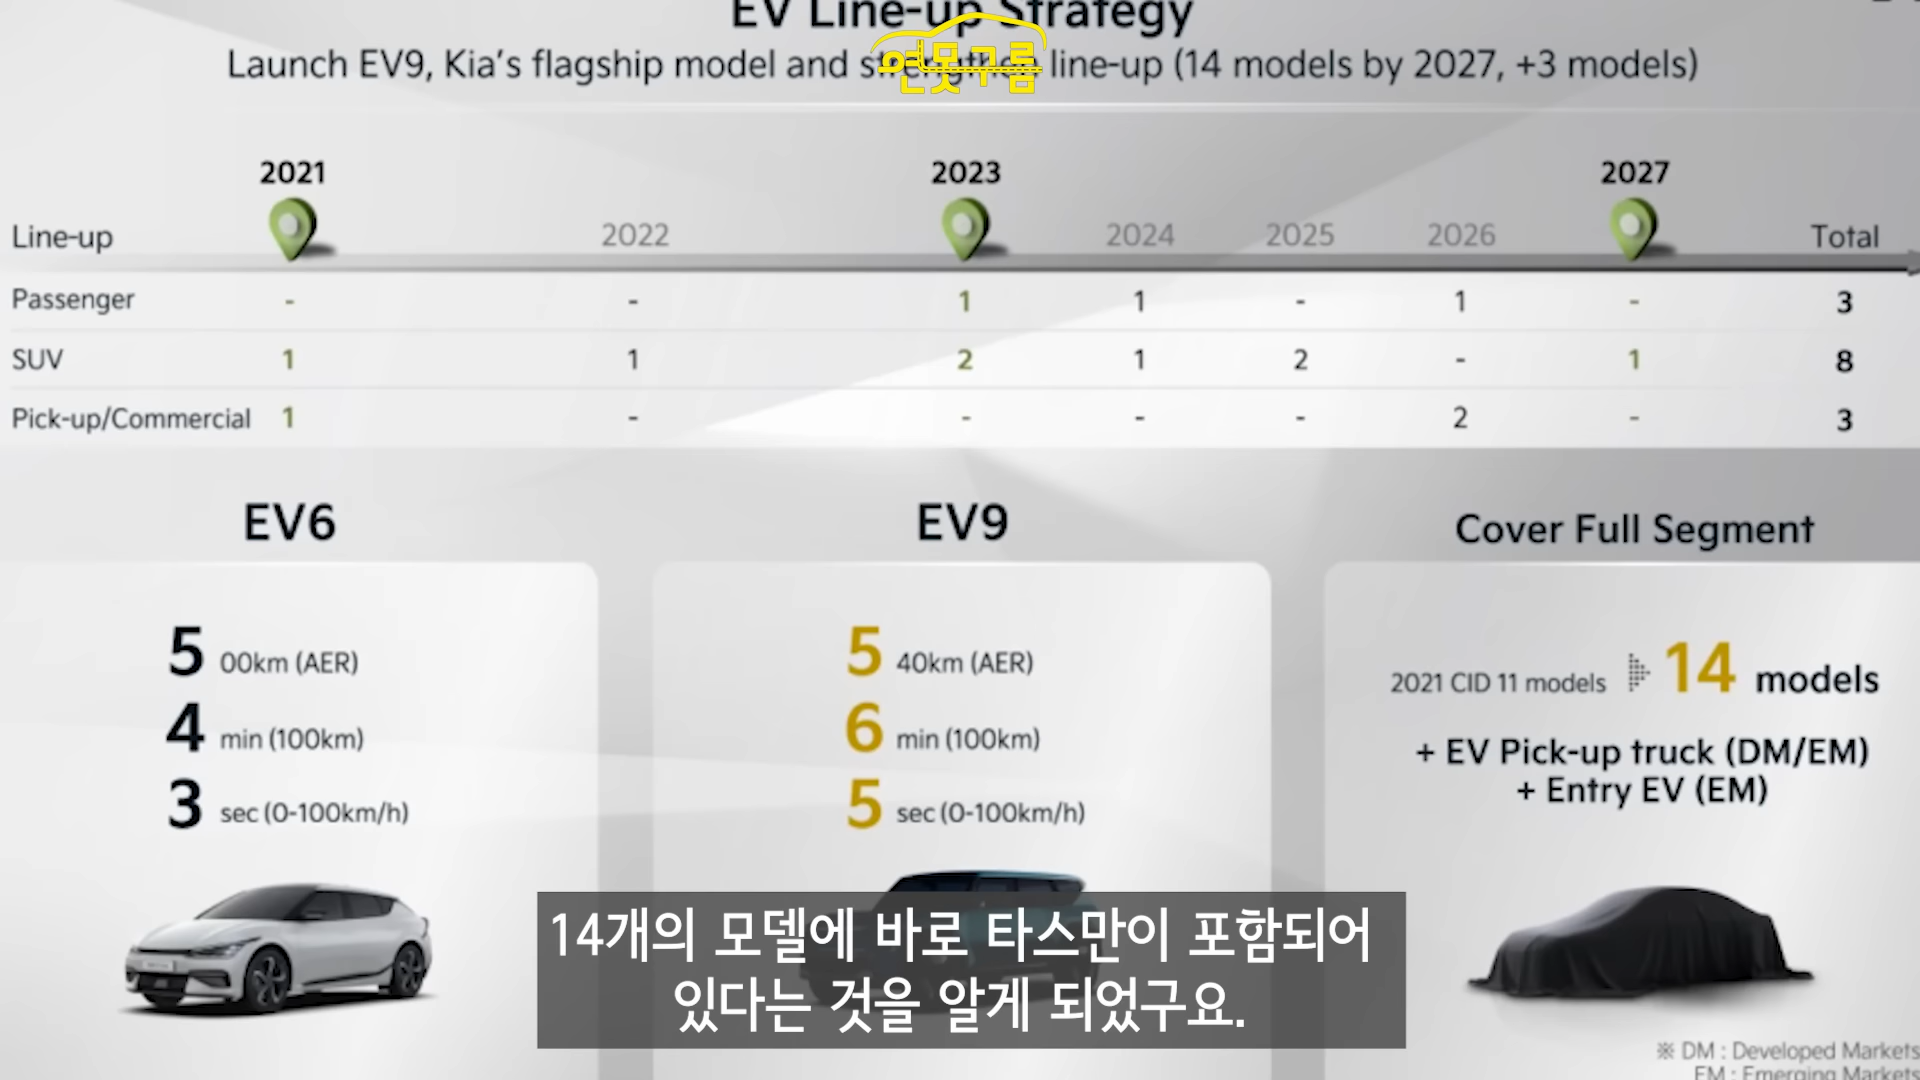 EV Line-up Strategy
연못구름
Launch EV9, Kia's flagship model and strengthen line-up (14 models by 2027, +3 models)
2021 2023 2027
Line-up 2022 2024 2025 2026 Total
Passenger - - 1 1 - 1 - 3
SUV 1 1 2 1 2 - 1 8
Pick-up/Commercial 1 - - - - 2 - 3
EV6 EV9 Cover Full Segment
5 00km (AER)
4 min (100km)
3 sec (0-100km/h)
5 40km (AER)
6 min (100km)
5 sec (0-100km/h)
2021 CID 11 models 14 models
+ EV Pick-up truck (DM/EM)
+ Entry EV (EM)
14개의 모델에 바로 타스만이 포함되어
있다는 것을 알게 되었구요.
※ DM : Developed Markets
EM : Emerging Markets